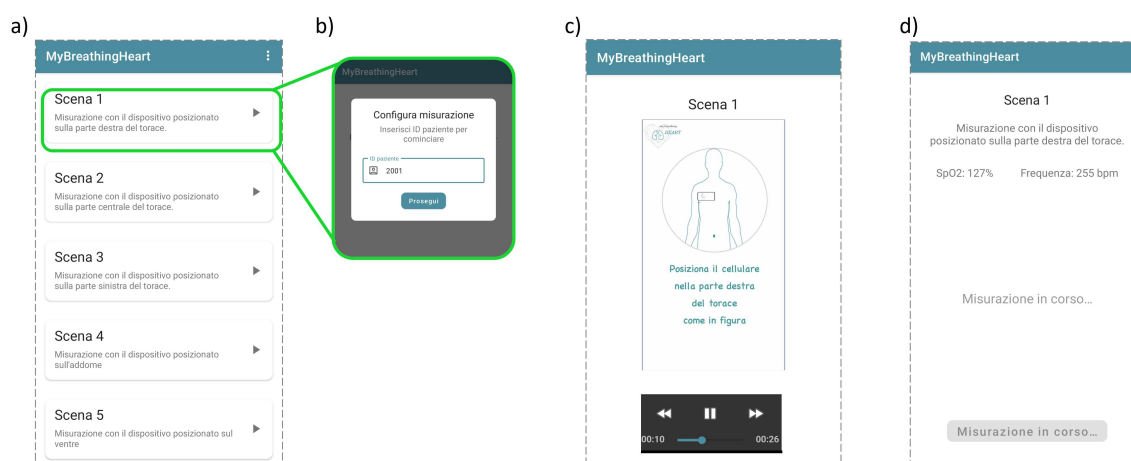 a)
MyBreathingHeart
Scena 1
Misurazione con il dispositivo posizionato
sulla parte destra del torace.
Scena 2
Misurazione con il dispositivo posizionato
sulla parte centrale del torace.
Scena 3
Misurazione con il dispositivo posizionato
sulla parte sinistra del torace.
Scena 4
Misurazione con il dispositivo posizionato
sull'addome
Scena 5
Misurazione con il dispositivo posizionato sul
ventre
b)
MyBreathingHeart
Configura misurazione
Inserisci ID paziente per
cominciare
ID paziente
2001
Prosegui
c)
MyBreathingHeart
Scena 1
Posiziona il cellulare
nella parte destra
del torace
come in figura
00:10
00:26
d)
MyBreathingHeart
Scena 1
Misurazione con il dispositivo
posizionato sulla parte destra del torace.
SpO2: 127% Frequenza: 255 bpm
Misurazione in corso...
Misurazione in corso...